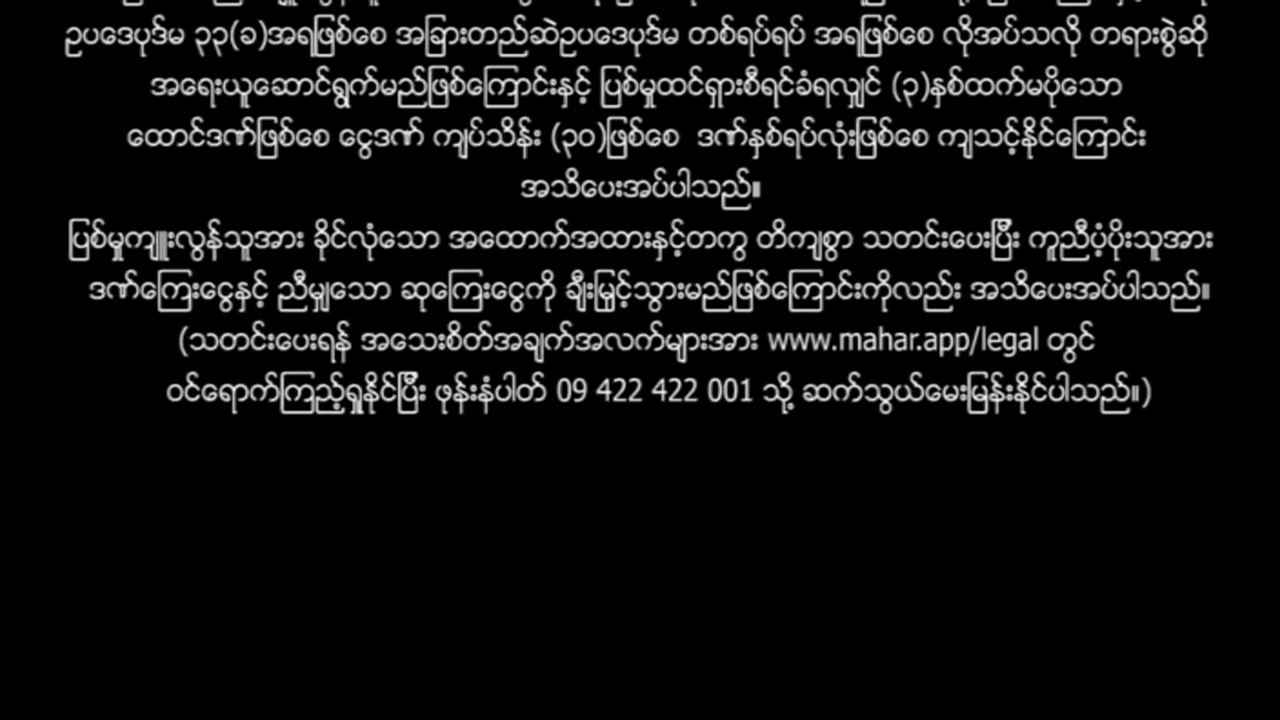 ဥပဒေပုဒ်မ ၃၃(ခ)အရဖြစ်စေ အခြားတည်ဆဲဥပဒေပုဒ်မ တစ်ရပ်ရပ် အရဖြစ်စေ လိုအပ်သလို တရားစွဲဆို
အရေးယူဆောင်ရွက်မည်ဖြစ်ကြောင်းနှင့် ပြစ်မှုထင်ရှားစီရင်ခံရလျှင် (၃)နှစ်ထက်မပိုသော
ထောင်ဒဏ်ဖြစ်စေ ငွေဒဏ် ကျပ်သိန်း (၃၀)ဖြစ်စေ ဒဏ်နှစ်ရပ်လုံးဖြစ်စေ ကျသင့်နိုင်ကြောင်း
အသိပေးအပ်ပါသည်။
ပြစ်မှုကျူးလွန်သူအား ခိုင်လုံသော အထောက်အထားနှင့်တကွ တိကျစွာ သတင်းပေးပြီး ကူညီပံ့ပိုးသူအား
ဒဏ်ကြေးငွေနှင့် ညီမျှသော ဆုကြေးငွေကို ချီးမြှင့်သွားမည်ဖြစ်ကြောင်းကိုလည်း အသိပေးအပ်ပါသည်။
(သတင်းပေးရန် အသေးစိတ်အချက်အလက်များအား www.mahar.app/legal တွင်
ဝင်ရောက်ကြည့်ရှုနိုင်ပြီး ဖုန်းနံပါတ် 09 422 422 001 သို့ ဆက်သွယ်မေးမြန်းနိုင်ပါသည်။)